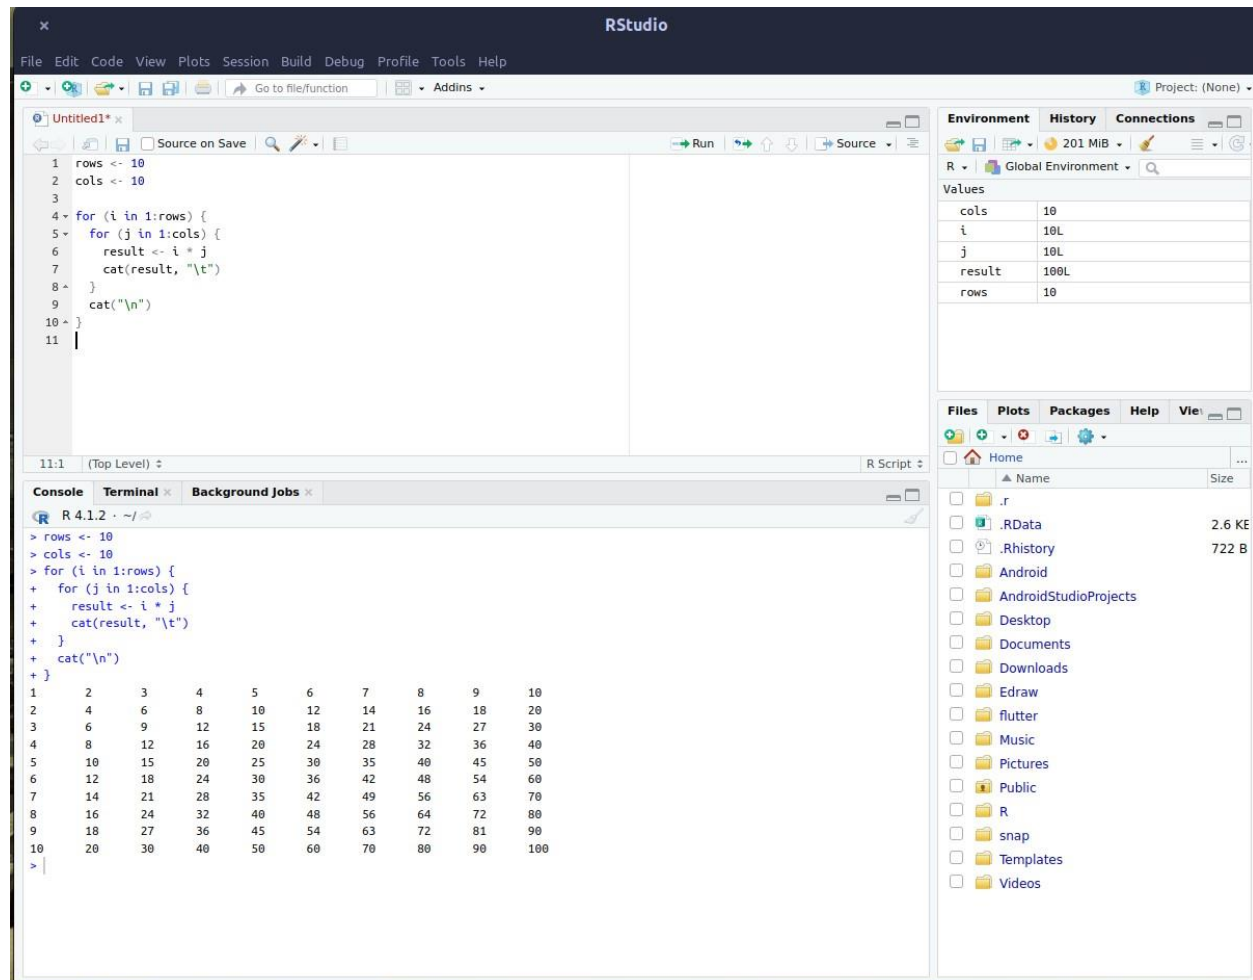 RStudio
File Edit Code View Plots Session Build Debug Profile Tools Help
Go to file/function Addins Project: (None)
Untitled1*
Source on Save Run Source
1 rows <- 10
2 cols <- 10
3
4 for (i in 1:rows) {
5   for (j in 1:cols) {
6     result <- i * j
7     cat(result, "\t")
8   }
9   cat("\n")
10 }
11
11:1 (Top Level) R Script
Console Terminal Background Jobs
R 4.1.2 · ~/
> rows <- 10
> cols <- 10
> for (i in 1:rows) {
+   for (j in 1:cols) {
+     result <- i * j
+     cat(result, "\t")
+   }
+   cat("\n")
+ }
1 2 3 4 5 6 7 8 9 10
2 4 6 8 10 12 14 16 18 20
3 6 9 12 15 18 21 24 27 30
4 8 12 16 20 24 28 32 36 40
5 10 15 20 25 30 35 40 45 50
6 12 18 24 30 36 42 48 54 60
7 14 21 28 35 42 49 56 63 70
8 16 24 32 40 48 56 64 72 80
9 18 27 36 45 54 63 72 81 90
10 20 30 40 50 60 70 80 90 100
>
Environment History Connections
201 MiB
R Global Environment
Values
cols 10
i 10L
j 10L
result 100L
rows 10
Files Plots Packages Help
Home ...
Name Size
.r
.RData 2.6 KE
.Rhistory 722 B
Android
AndroidStudioProjects
Desktop
Documents
Downloads
Edraw
flutter
Music
Pictures
Public
R
snap
Templates
Videos